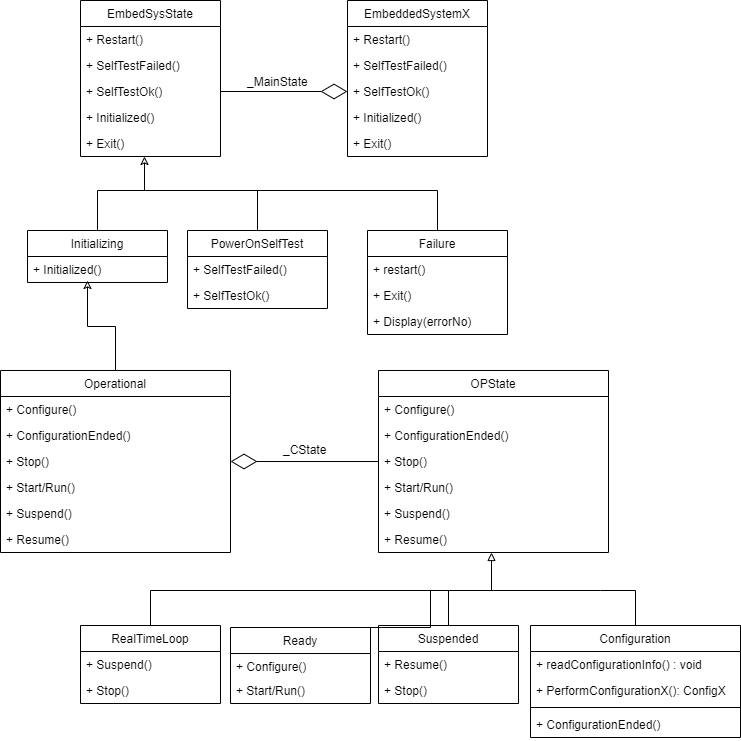 EmbedSysState
+ Restart()
+ SelfTestFailed()
+ SelfTestOk()
+ Initialized()
+ Exit()
_MainState
EmbeddedSystemX
+ Restart()
+ SelfTestFailed()
+ SelfTestOk()
+ Initialized()
+ Exit()
Initializing
+ Initialized()
PowerOnSelfTest
+ SelfTestFailed()
+ SelfTestOk()
Failure
+ restart()
+ Exit()
+ Display(errorNo)
Operational
+ Configure()
+ ConfigurationEnded()
+ Stop()
+ Start/Run()
+ Suspend()
+ Resume()
_CState
OPState
+ Configure()
+ ConfigurationEnded()
+ Stop()
+ Start/Run()
+ Suspend()
+ Resume()
RealTimeLoop
+ Suspend()
+ Stop()
Ready
+ Configure()
+ Start/Run()
Suspended
+ Resume()
+ Stop()
Configuration
+ readConfigurationInfo() : void
+ PerformConfigurationX(): ConfigX
+ ConfigurationEnded()